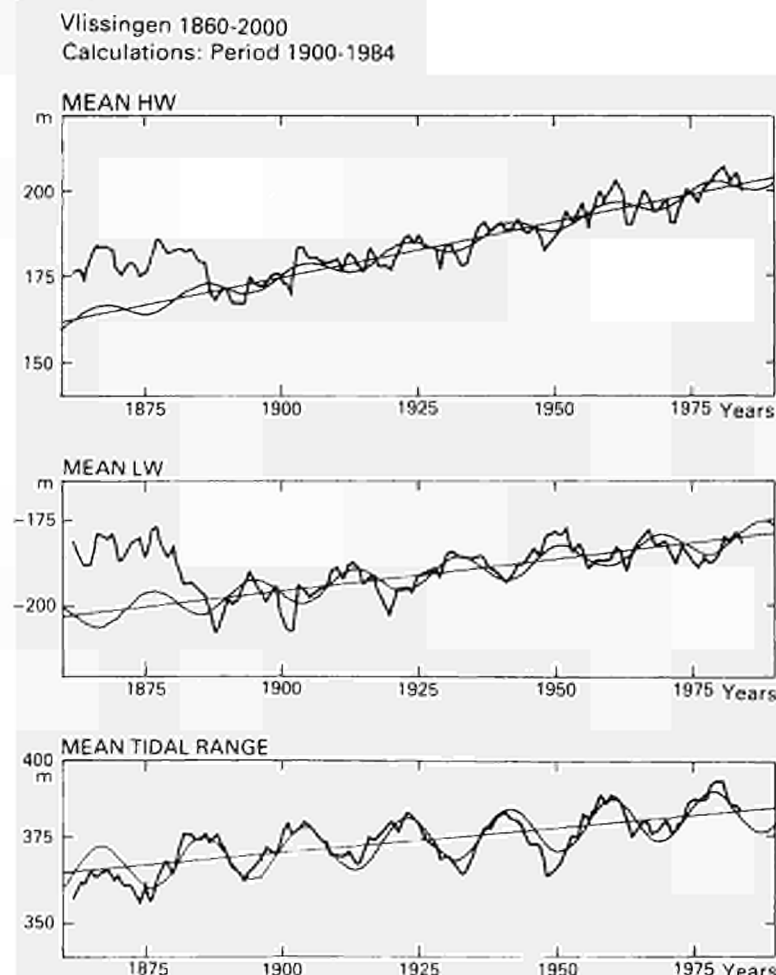 Vlissingen 1860-2000
Calculations: Period 1900-1984
MEAN HW
m
200
175
150
1875 1900 1925 1950 1975 Years
MEAN LW
m
-175
-200
1875 1900 1925 1950 1975 Years
MEAN TIDAL RANGE
400
m
375
350
1875 1900 1925 1950 1975 Years